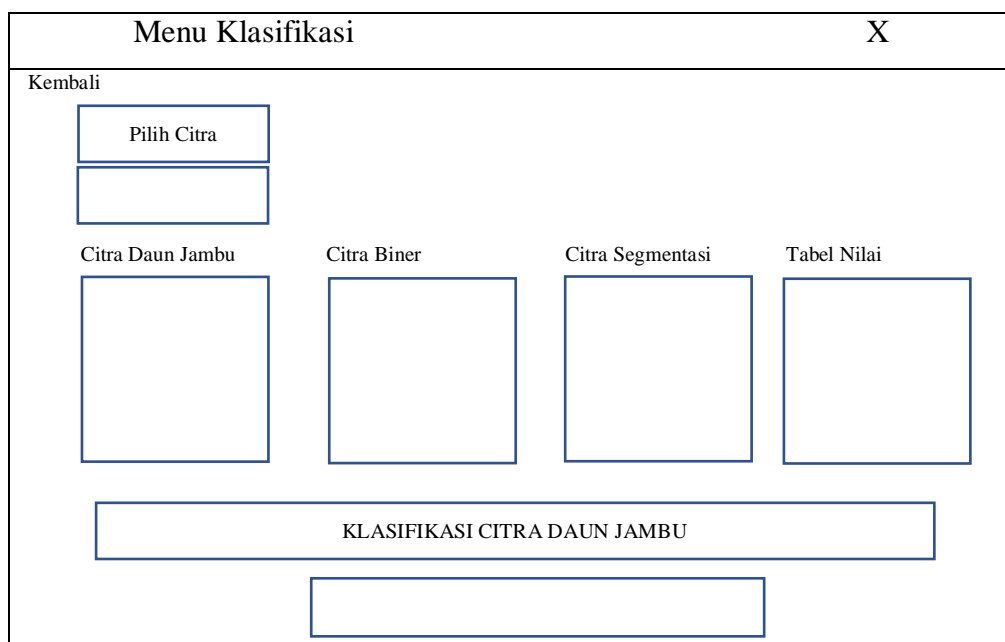 Menu Klasifikasi X
Kembali
Pilih Citra
Citra Daun Jambu Citra Biner Citra Segmentasi Tabel Nilai
KLASIFIKASI CITRA DAUN JAMBU